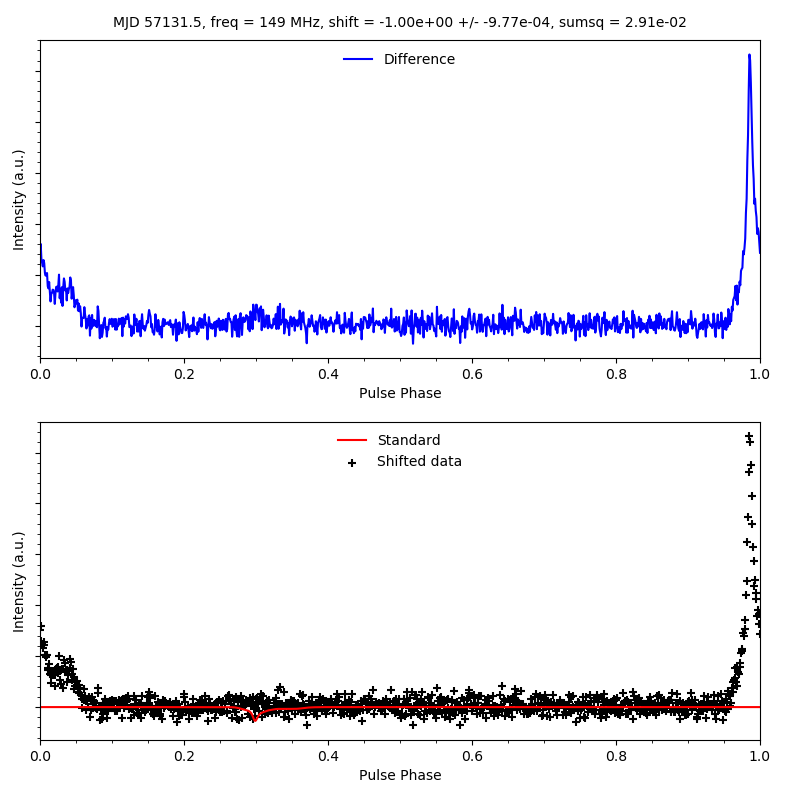 MJD 57131.5, freq = 149 MHz, shift = -1.00e+00 +/- -9.77e-04, sumsq = 2.91e-02
Difference
Intensity (a.u.)
0.0 0.2 0.4 0.6 0.8 1.0
Pulse Phase
Standard
Shifted data
Intensity (a.u.)
0.0 0.2 0.4 0.6 0.8 1.0
Pulse Phase